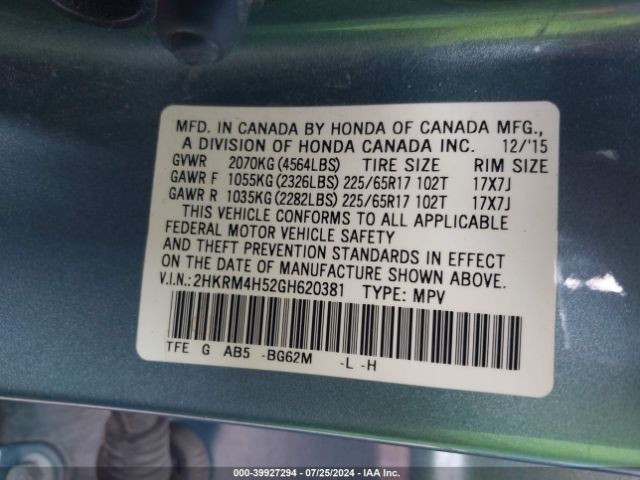 MFD. IN CANADA BY HONDA OF CANADA MFG.,
A DIVISION OF HONDA CANADA INC. 12/'15
GVWR 2070KG (4564LBS) TIRE SIZE RIM SIZE
GAWR F 1055KG (2326LBS) 225/65R17 102T 17X7J
GAWR R 1035KG (2282LBS) 225/65R17 102T 17X7J
THIS VEHICLE CONFORMS TO ALL APPLICABLE
FEDERAL MOTOR VEHICLE SAFETY
AND THEFT PREVENTION STANDARDS IN EFFECT
ON THE DATE OF MANUFACTURE SHOWN ABOVE.
V.I.N.: 2HKRM4H52GH620381 TYPE: MPV
TFE G AB5 -BG62M -L -H
000-39927294 - 07/25/2024 - IAA Inc.